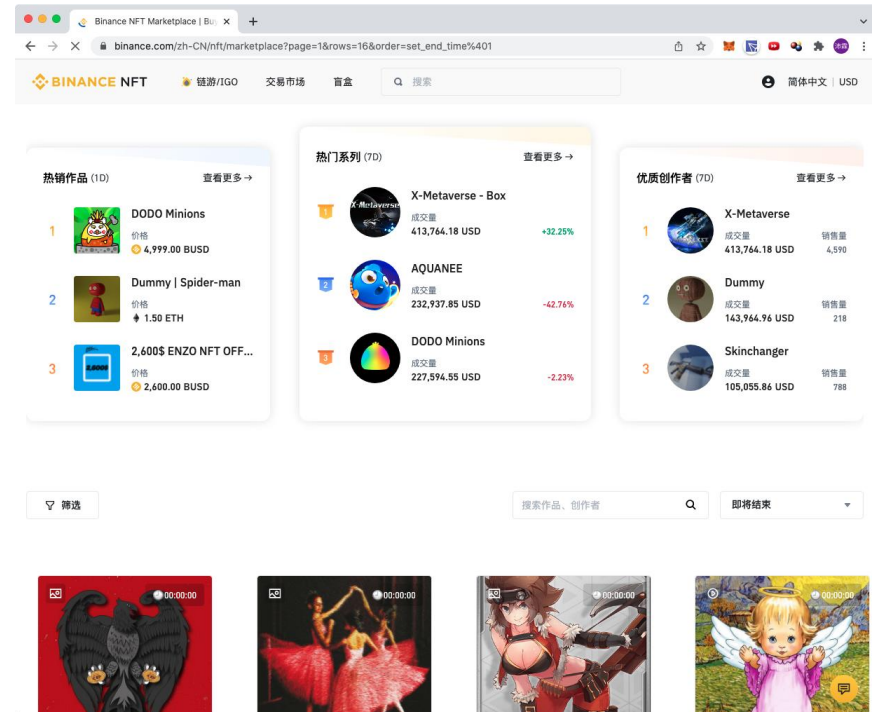 Binance NFT Marketplace | Bu
binance.com/zh-CN/nft/marketplace?page=1&rows=16&order=set_end_time%401
BINANCE NFT
链游/IGO
交易市场
盲盒
搜索
简体中文 | USD
热销作品 (1D)
查看更多→
1
DODO Minions
价格
4,999.00 BUSD
2
Dummy | Spider-man
价格
1.50 ETH
3
2,600$
2,600$ ENZO NFT OFF...
价格
2,600.00 BUSD
热门系列 (7D)
查看更多→
1
X-Metaverse
X-Metaverse - Box
成交量
413,764.18 USD
+32.25%
2
AQUANEE
成交量
232,937.85 USD
-42.76%
3
DODO Minions
成交量
227,594.55 USD
-2.23%
优质创作者 (7D)
查看更多→
1
X-Metaverse
成交量
销售量
413,764.18 USD
4,590
2
Dummy
成交量
销售量
143,964.96 USD
218
3
Skinchanger
成交量
销售量
105,055.86 USD
788
筛选
搜索作品、创作者
即将结束
00:00:00
00:00:00
00:00:00
00:00:00